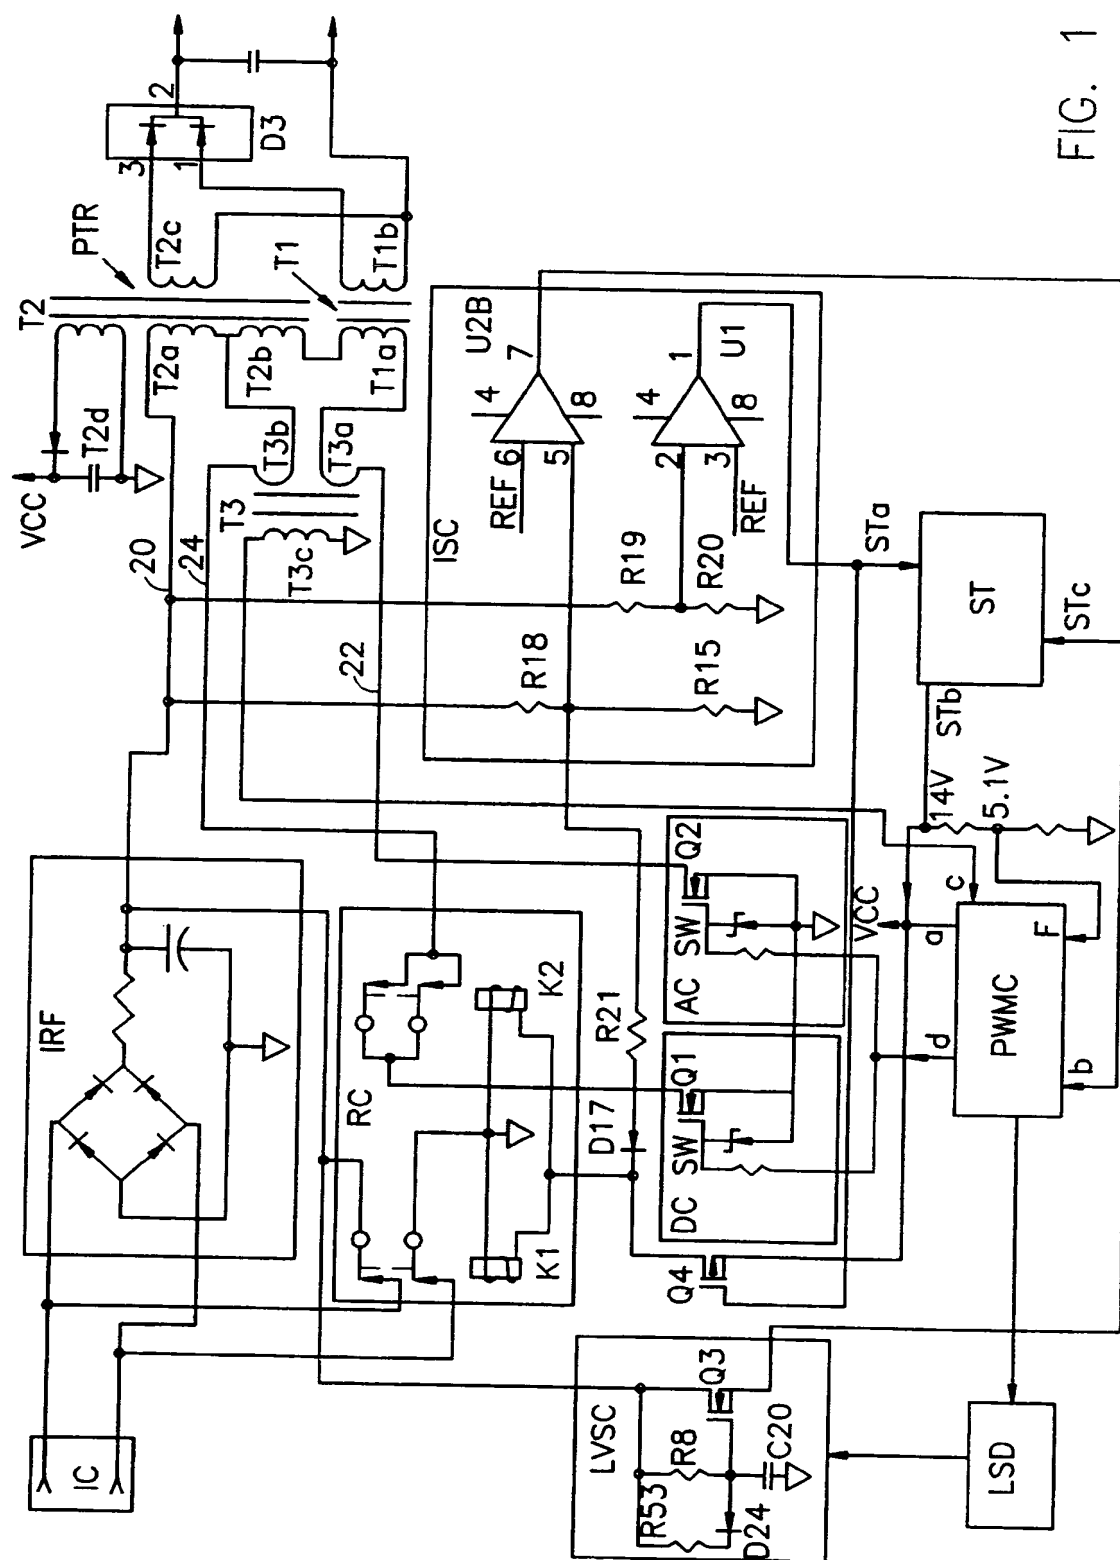 IC
IRF
RC
K1
K2
LVSC
R53
R8
D24
C20
Q3
LSD
Q4
D17
R21
DC
SW
Q1
AC
SW
Q2
VCC
a
b
c
d
F
PWMC
14V
5.1V
STb
STa
STc
ST
ISC
R18
R15
R19
R20
REF
6
5
4
8
7
U2B
REF
2
3
4
8
1
U1
20
24
22
VCC
T2d
T2
T2a
T2b
T2c
PTR
T1
T1a
T1b
T3
T3a
T3b
T3c
3
1
2
D3
FIG. 1